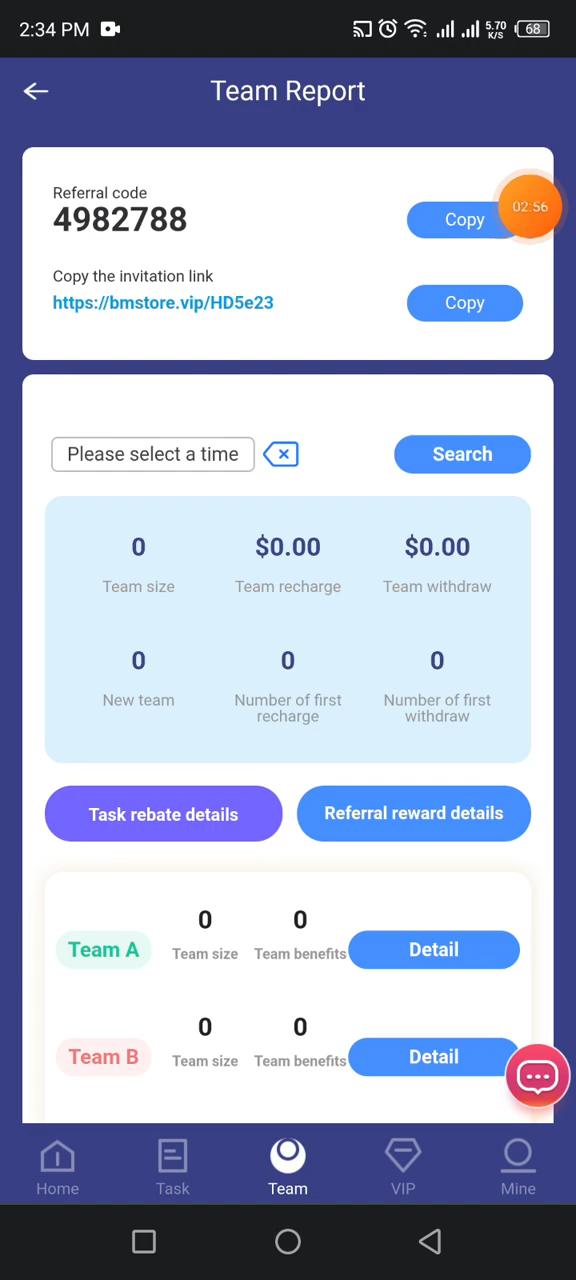 2:34 PM
5.70
K/S
68
Team Report
Referral code
4982788
Copy
02:56
Copy the invitation link
https://bmstore.vip/HD5e23
Copy
Please select a time
Search
0 $0.00 $0.00
Team size Team recharge Team withdraw
0 0 0
New team Number of first recharge Number of first withdraw
Task rebate details
Referral reward details
0 0
Team A Team size Team benefits Detail
0 0
Team B Team size Team benefits Detail
Home Task Team VIP Mine